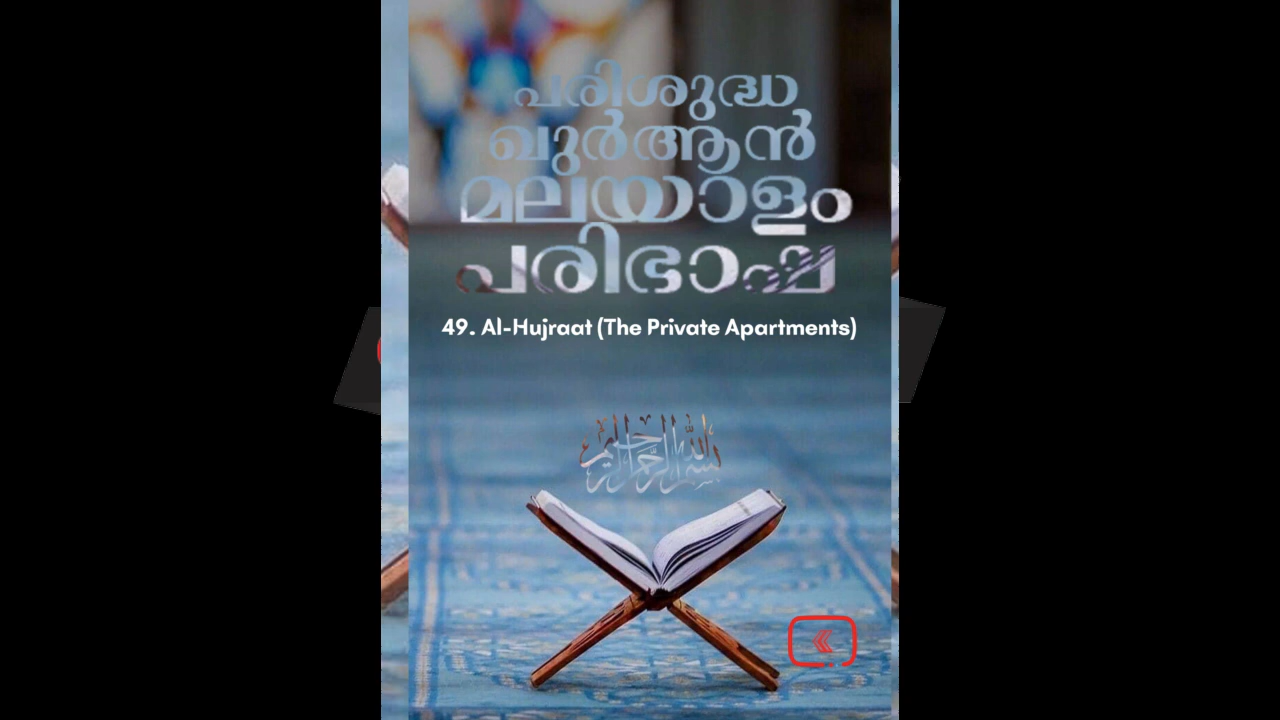 പരിശുദ്ധ
ഖുർആൻ
മലയാളം
പരിഭാഷ
49. Al-Hujraat (The Private Apartments)
بسم الله الرحمن الرحيم